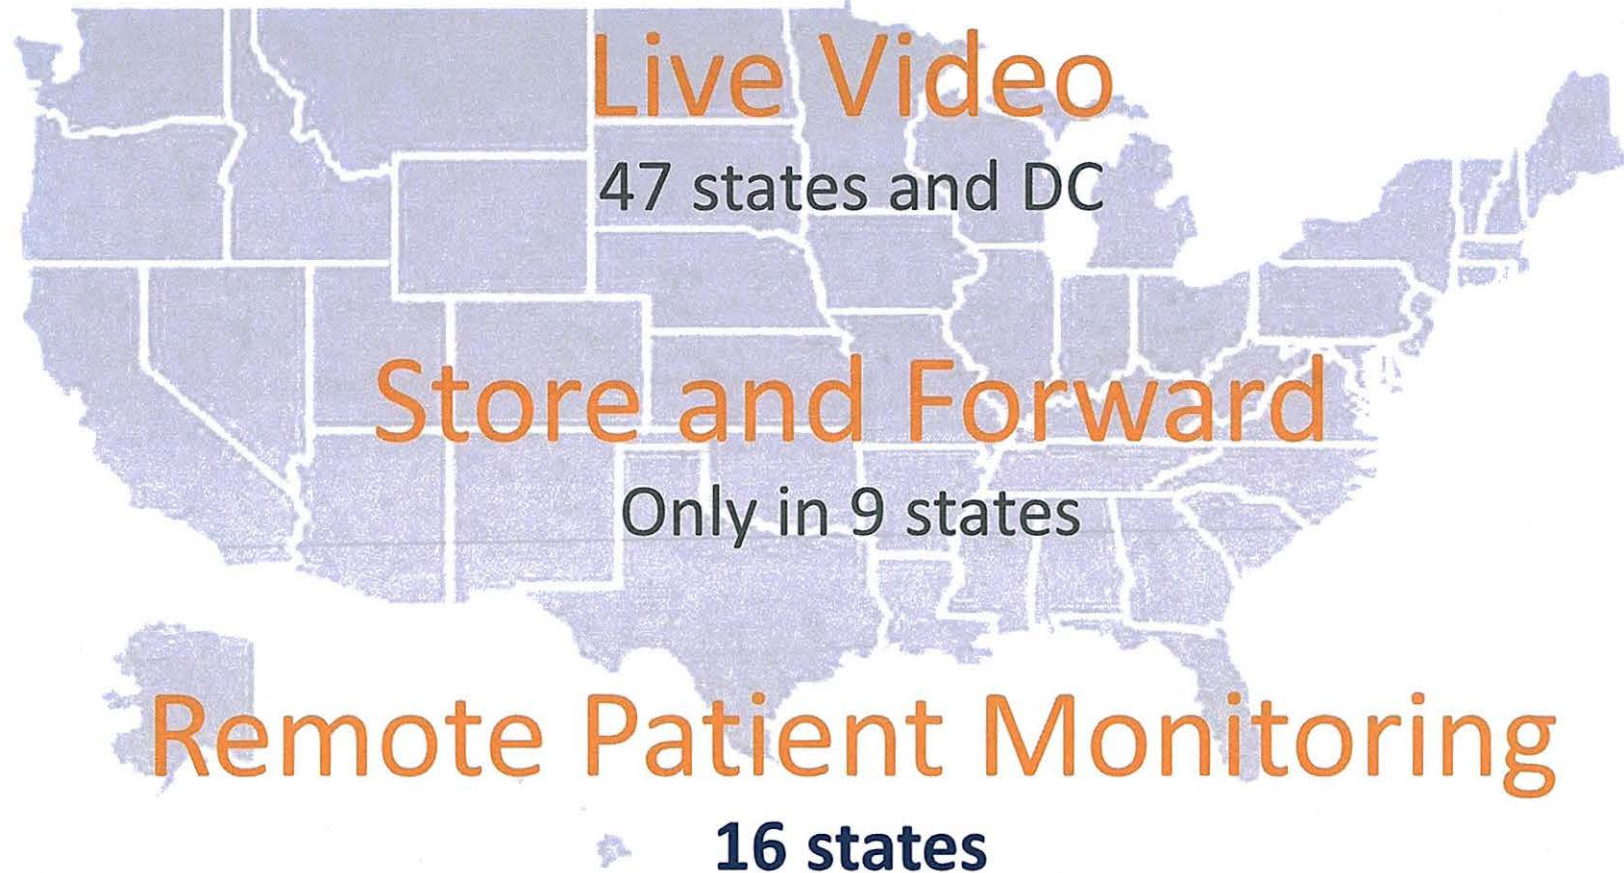 Live Video
47 states and DC
Store and Forward
Only in 9 states
Remote Patient Monitoring
16 states